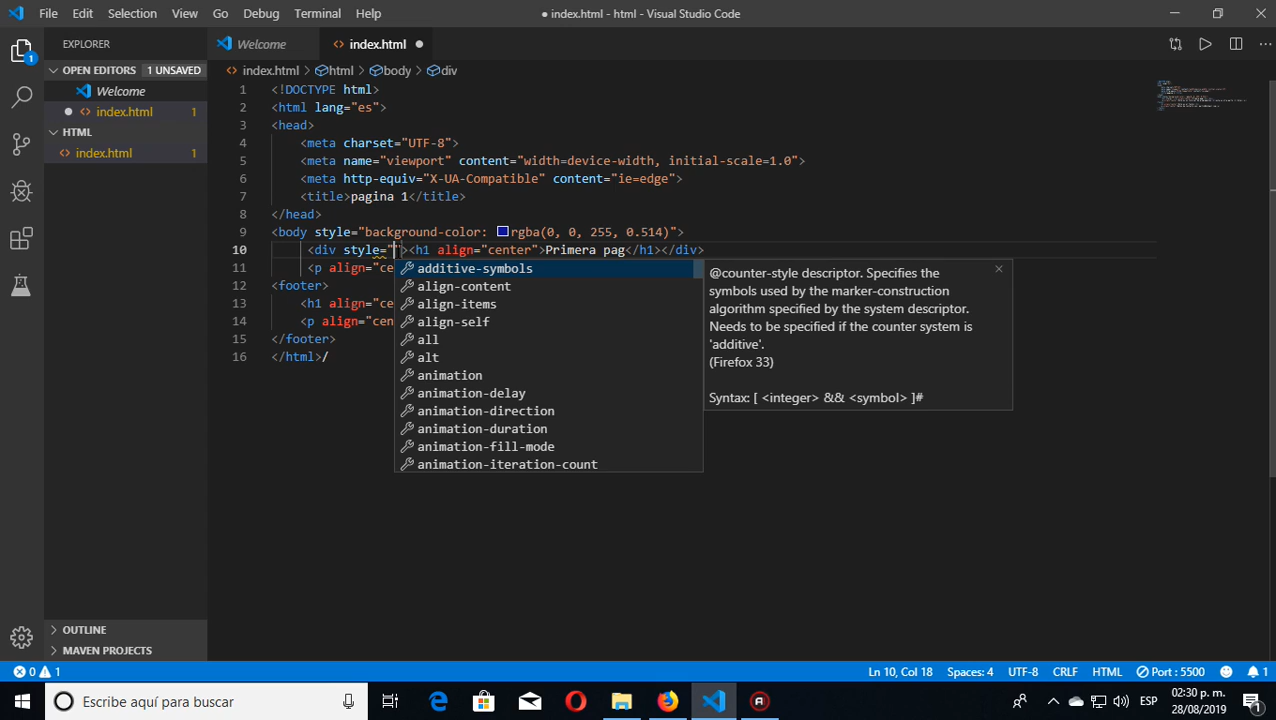 File Edit Selection View Go Debug Terminal Help
● index.html - html - Visual Studio Code
EXPLORER
OPEN EDITORS 1 UNSAVED
Welcome
index.html 1
HTML
index.html 1
OUTLINE
MAVEN PROJECTS
1
Welcome
index.html
index.html > html > body > div
1 <!DOCTYPE html>
2 <html lang="es">
3 <head>
4 <meta charset="UTF-8">
5 <meta name="viewport" content="width=device-width, initial-scale=1.0">
6 <meta http-equiv="X-UA-Compatible" content="ie=edge">
7 <title>pagina 1</title>
8 </head>
9 <body style="background-color: rgba(0, 0, 255, 0.514)">
10 <div style=""><h1 align="center">Primera pag</h1></div>
11 <p align="ce
12 <footer>
13 <h1 align="ce
14 <p align="cen
15 </footer>
16 </html>/
additive-symbols
align-content
align-items
align-self
all
alt
animation
animation-delay
animation-direction
animation-duration
animation-fill-mode
animation-iteration-count
@counter-style descriptor. Specifies the
symbols used by the marker-construction
algorithm specified by the system descriptor.
Needs to be specified if the counter system is
'additive'.
(Firefox 33)
Syntax: [ <integer> && <symbol> ]#
0 1
Ln 10, Col 18 Spaces: 4 UTF-8 CRLF HTML Port : 5500 1
Escribe aquí para buscar
ESP
02:30 p. m.
28/08/2019
1